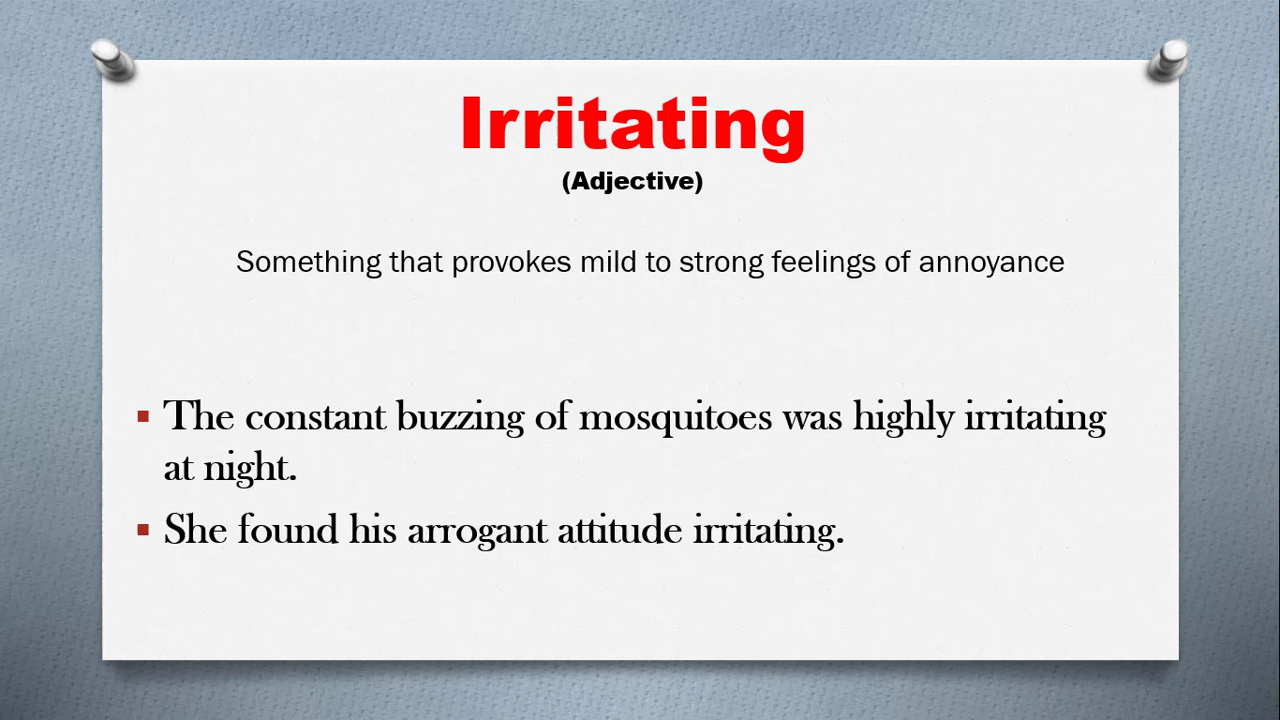 Irritating
(Adjective)
Something that provokes mild to strong feelings of annoyance
▪ The constant buzzing of mosquitoes was highly irritating
at night.
▪ She found his arrogant attitude irritating.